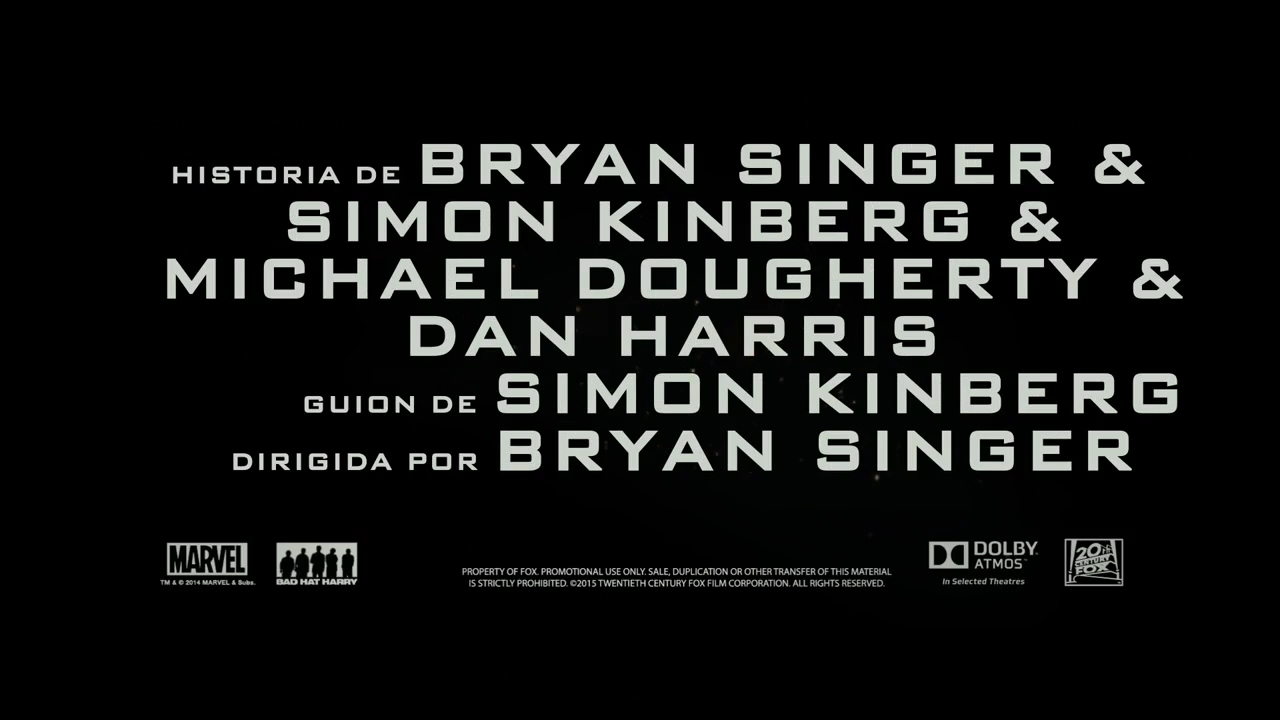 HISTORIA DE BRYAN SINGER &
SIMON KINBERG &
MICHAEL DOUGHERTY &
DAN HARRIS
GUION DE SIMON KINBERG
DIRIGIDA POR BRYAN SINGER
MARVEL
TM & © 2014 MARVEL & Subs.
BAD HAT HARRY
PROPERTY OF FOX. PROMOTIONAL USE ONLY. SALE, DUPLICATION OR OTHER TRANSFER OF THIS MATERIAL
IS STRICTLY PROHIBITED. ©2015 TWENTIETH CENTURY FOX FILM CORPORATION. ALL RIGHTS RESERVED.
DOLBY
ATMOS™
In Selected Theatres
20th
CENTURY
FOX